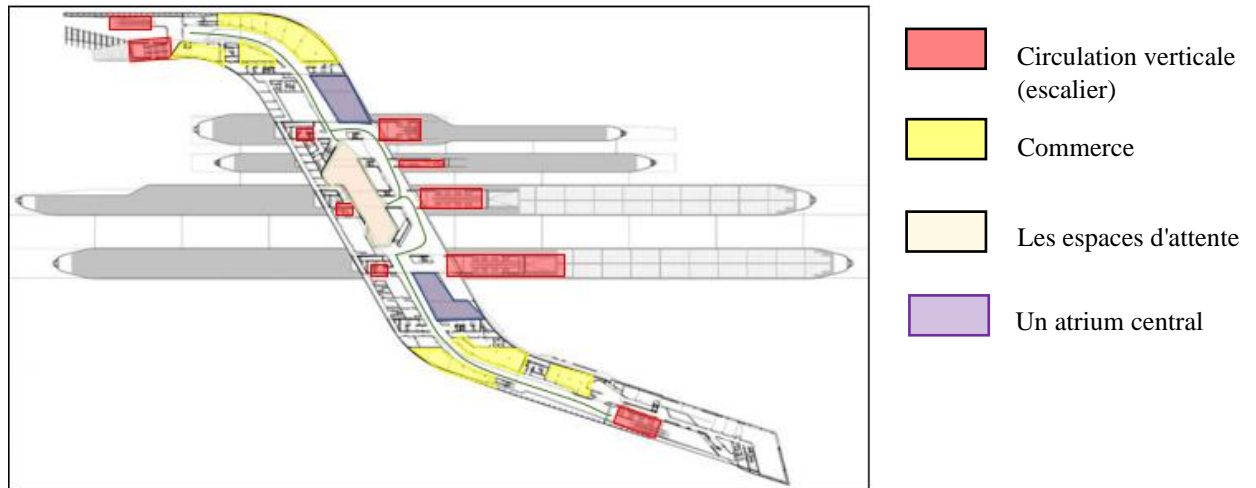 Circulation verticale
(escalier)
Commerce
Les espaces d'attente
Un atrium central